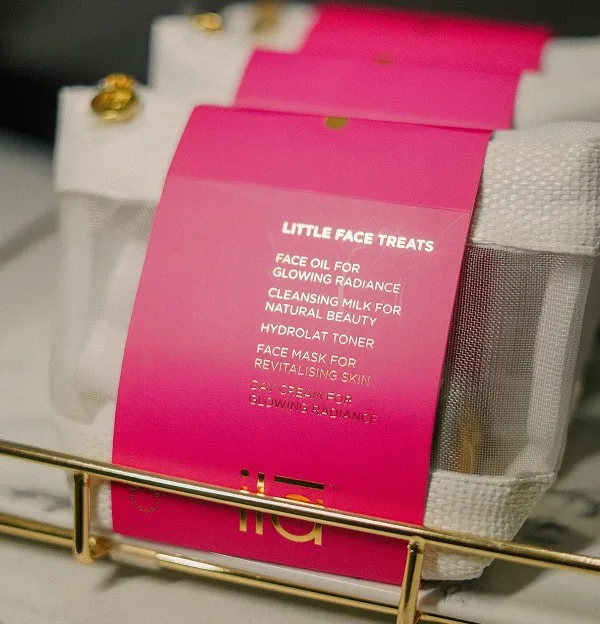 LITTLE FACE TREATS
FACE OIL FOR
GLOWING RADIANCE
CLEANSING MILK FOR
NATURAL BEAUTY
HYDROLAT TONER
FACE MASK FOR
REVITALISING SKIN
DAY CREAM FOR
GLOWING RADIANCE
ilā